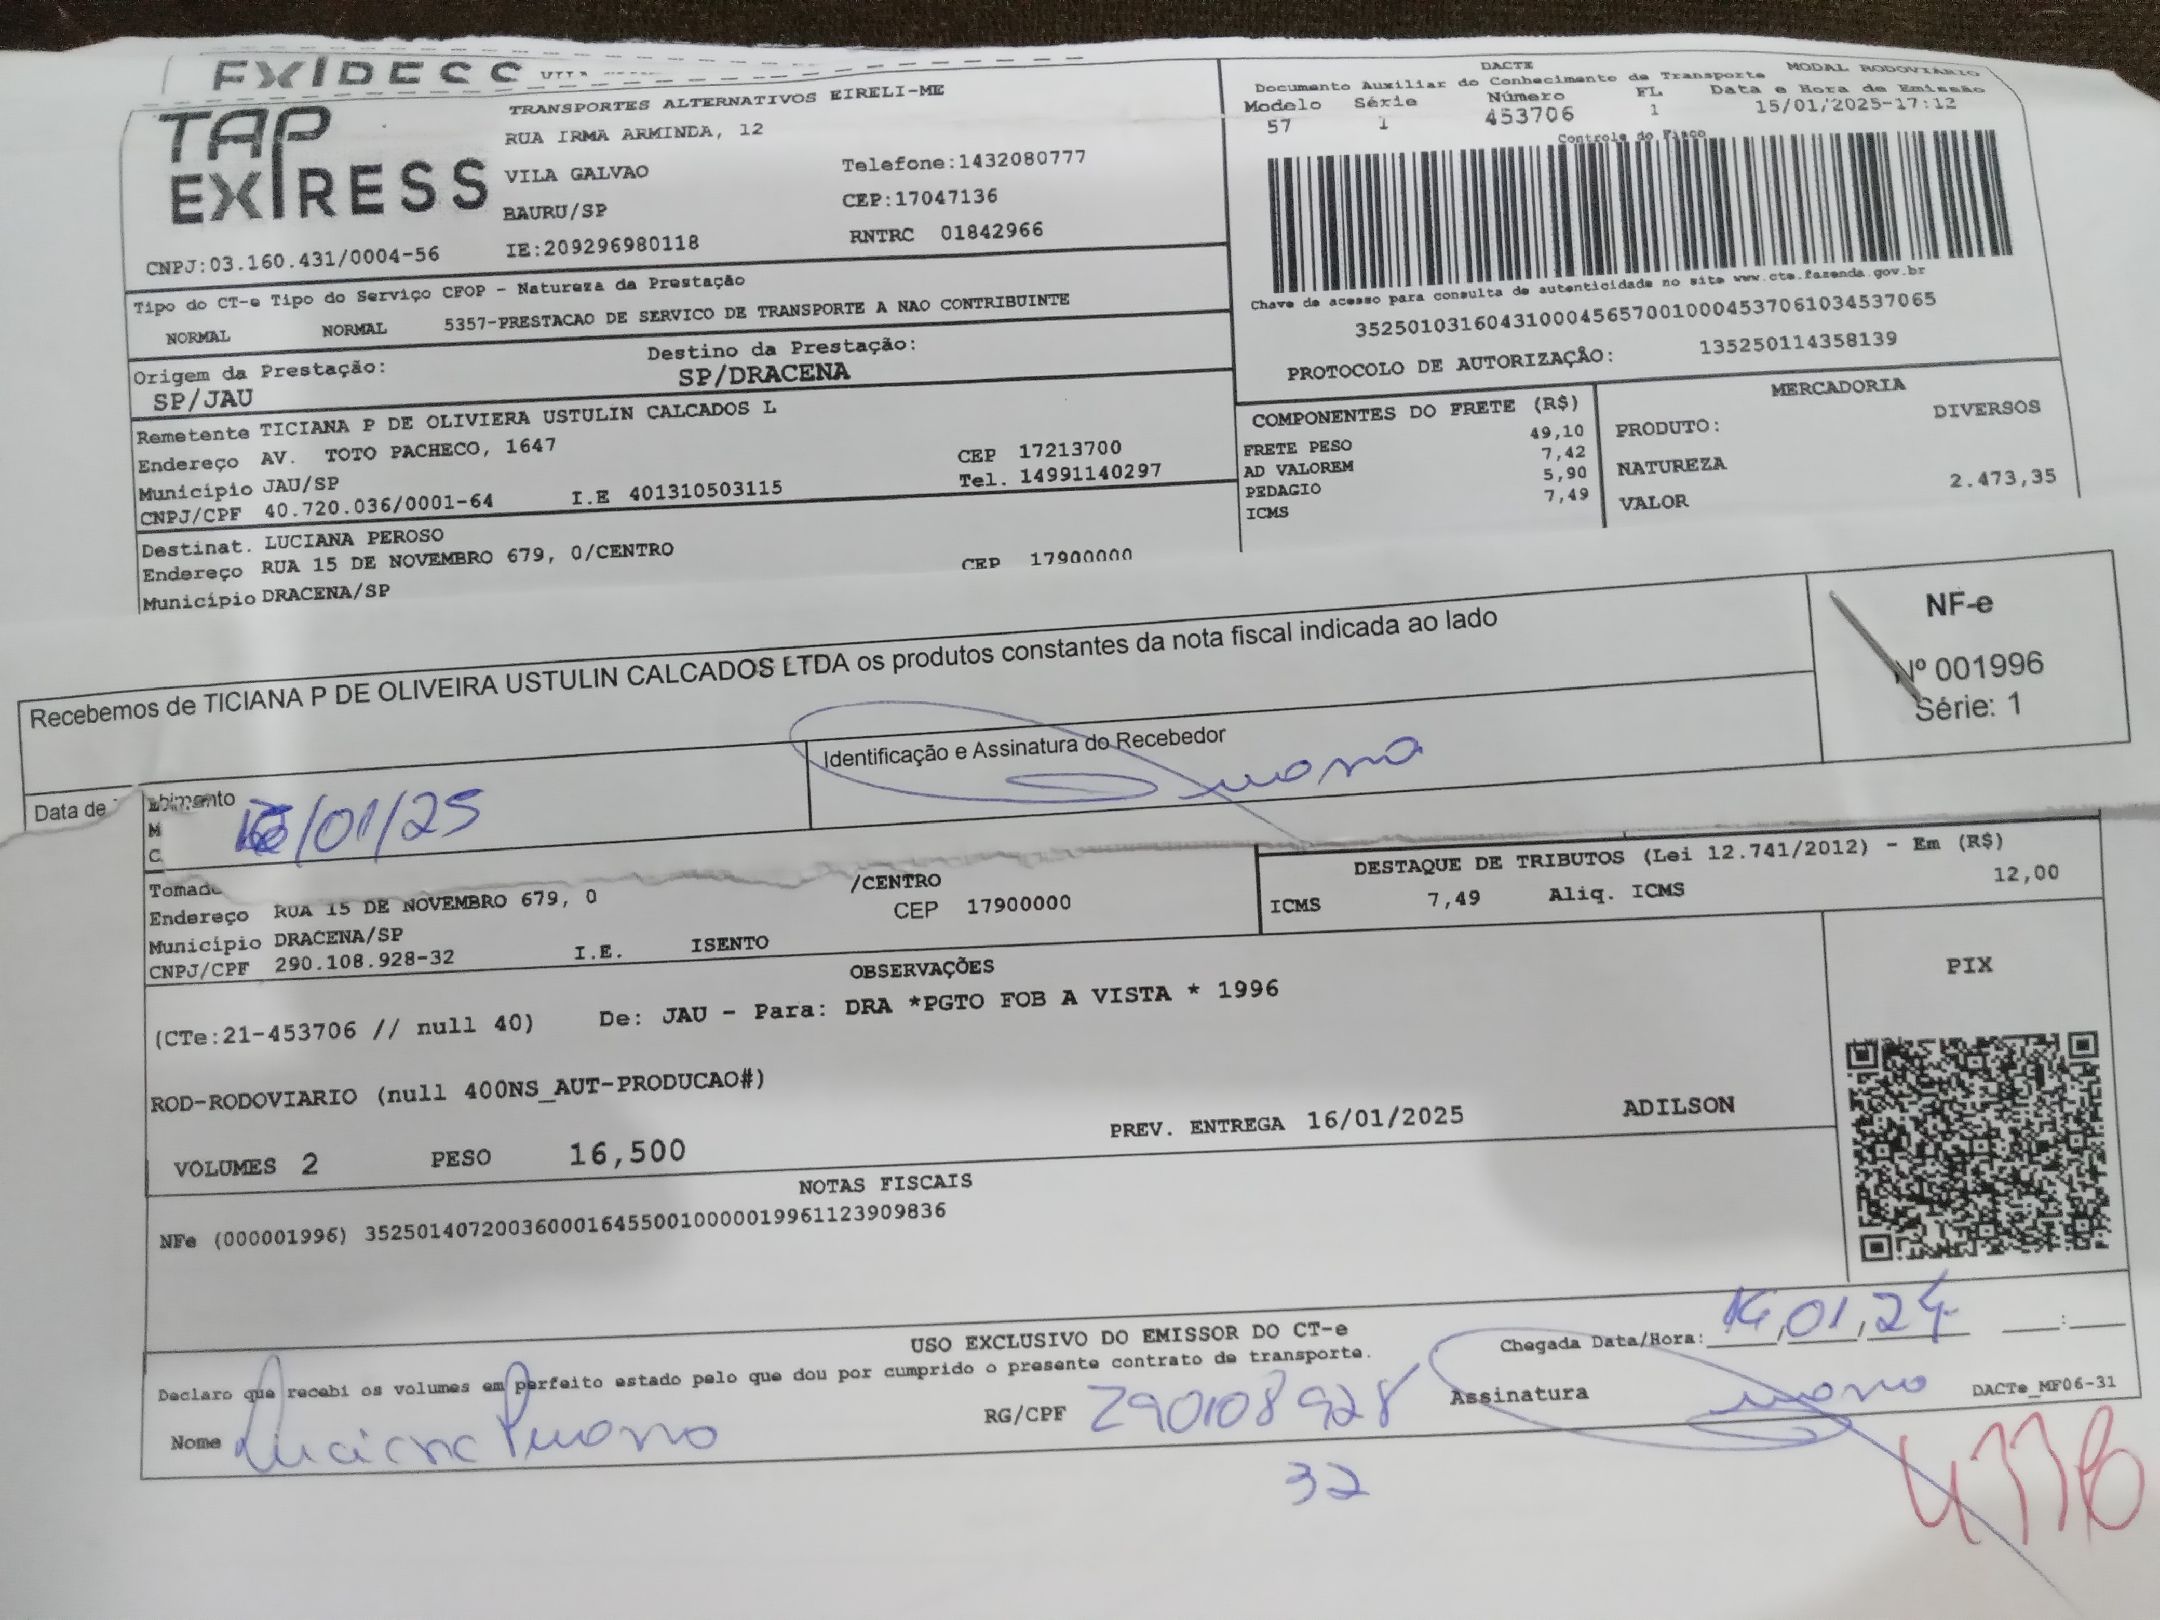 EXPRESS
TAP
EXPRESS
TRANSPORTES ALTERNATIVOS EIRELI-ME
RUA IRMA ARMINDA, 12
VILA GALVAO Telefone:1432080777
BAURU/SP CEP:17047136
CNPJ:03.160.431/0004-56 IE:209296980118 RNTRC 01842966
DACTE MODAL RODOVIÁRIO
Documento Auxiliar do Conhecimento de Transporte
Modelo Série Número FL Data e Hora de Emissão
57 1 453706 1 15/01/2025-17:12
Controle do Fisco
Chave de acesso para consulta de autenticidade no site www.cte.fazenda.gov.br
35250103160431000456570010004537061034537065
PROTOCOLO DE AUTORIZAÇÃO: 135250114358139
Tipo do CT-e Tipo do Serviço CFOP - Natureza da Prestação
NORMAL NORMAL 5357-PRESTACAO DE SERVICO DE TRANSPORTE A NAO CONTRIBUINTE
Origem da Prestação: Destino da Prestação:
SP/JAU SP/DRACENA
Remetente TICIANA P DE OLIVIERA USTULIN CALCADOS L
Endereço AV. TOTO PACHECO, 1647 CEP 17213700
Município JAU/SP Tel. 14991140297
CNPJ/CPF 40.720.036/0001-64 I.E 401310503115
COMPONENTES DO FRETE (R$)
FRETE PESO 49,10
AD VALOREM 7,42
PEDAGIO 5,90
ICMS 7,49
MERCADORIA
PRODUTO: DIVERSOS
NATUREZA
VALOR 2.473,35
Destinat. LUCIANA PEROSO
Endereço RUA 15 DE NOVEMBRO 679, 0/CENTRO CEP 17900000
Município DRACENA/SP
Recebemos de TICIANA P DE OLIVEIRA USTULIN CALCADOS LTDA os produtos constantes da nota fiscal indicada ao lado
NF-e
Nº 001996
Série: 1
Data de
/01/25
Identificação e Assinatura do Recebedor
M
C
Tomad
Endereço RUA 15 DE NOVEMBRO 679, 0 /CENTRO
Município DRACENA/SP CEP 17900000
CNPJ/CPF 290.108.928-32 I.E. ISENTO
DESTAQUE DE TRIBUTOS (Lei 12.741/2012) - Em (R$)
ICMS 7,49 Aliq. ICMS 12,00
OBSERVAÇÕES
(CTe:21-453706 // null 40) De: JAU - Para: DRA *PGTO FOB A VISTA * 1996
ROD-RODOVIARIO (null 400NS_AUT-PRODUCAO#)
VOLUMES 2 PESO 16,500 PREV. ENTREGA 16/01/2025 ADILSON
PIX
NOTAS FISCAIS
NFe (000001996) 35250140720036000164550010000019961123909836
USO EXCLUSIVO DO EMISSOR DO CT-e
Declaro que recebi os volumes em perfeito estado pelo que dou por cumprido o presente contrato de transporte.
Chegada Data/Hora: 16,01,24 :
Nome Luciana Peroso RG/CPF 290108928 Assinatura
32
DACTe_MF06-31